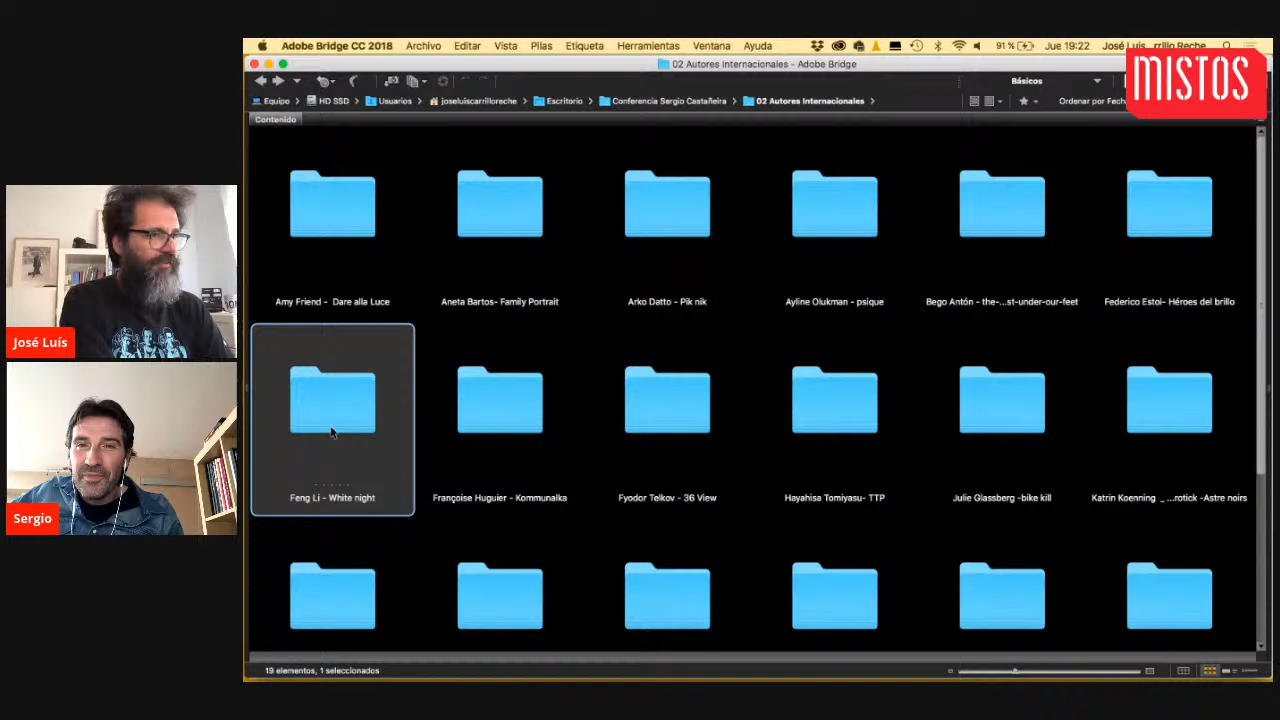 Adobe Bridge CC 2018 Archivo Editar Vista Pilas Etiqueta Herramientas Ventana Ayuda 91 % Jue 19:22 José Luis rrillo Reche
02 Autores Internacionales - Adobe Bridge
Básicos
MISTOS
Equipo HD SSD Usuarios joseluiscarrilloreche Escritorio Conferencia Sergio Castañeira 02 Autores Internacionales Ordenar por Fech
Contenido
Amy Friend - Dare alla Luce
Aneta Bartos- Family Portrait
Arko Datto - Pik nik
Ayline Olukman - psique
Bego Antón - the-...st-under-our-feet
Federico Estol- Héroes del brillo
José Luís
Feng Li - White night
Françoise Huguier - Kommunalka
Fyodor Telkov - 36 View
Hayahisa Tomiyasu- TTP
Julie Glassberg -bike kill
Katrin Koenning _ ...rotick -Astre noirs
Sergio
19 elementos, 1 seleccionados